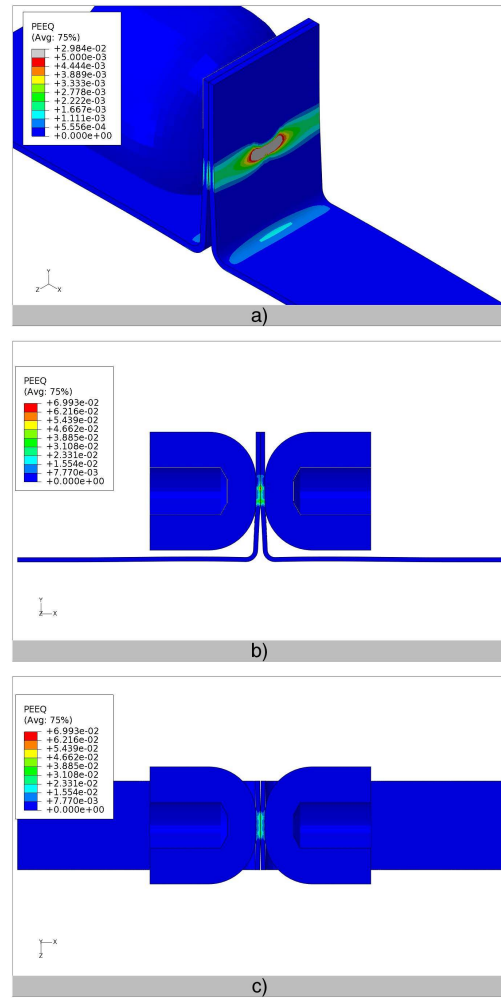 PEEQ
(Avg: 75%)
+2.984e-02
+5.000e-03
+4.444e-03
+3.889e-03
+3.333e-03
+2.778e-03
+2.222e-03
+1.667e-03
+1.111e-03
+5.556e-04
+0.000e+00
Y
Z X
a)
PEEQ
(Avg: 75%)
+6.993e-02
+6.216e-02
+5.439e-02
+4.662e-02
+3.885e-02
+3.108e-02
+2.331e-02
+1.554e-02
+7.770e-03
+0.000e+00
Y
Z X
b)
PEEQ
(Avg: 75%)
+6.993e-02
+6.216e-02
+5.439e-02
+4.662e-02
+3.885e-02
+3.108e-02
+2.331e-02
+1.554e-02
+7.770e-03
+0.000e+00
Y X
Z
c)